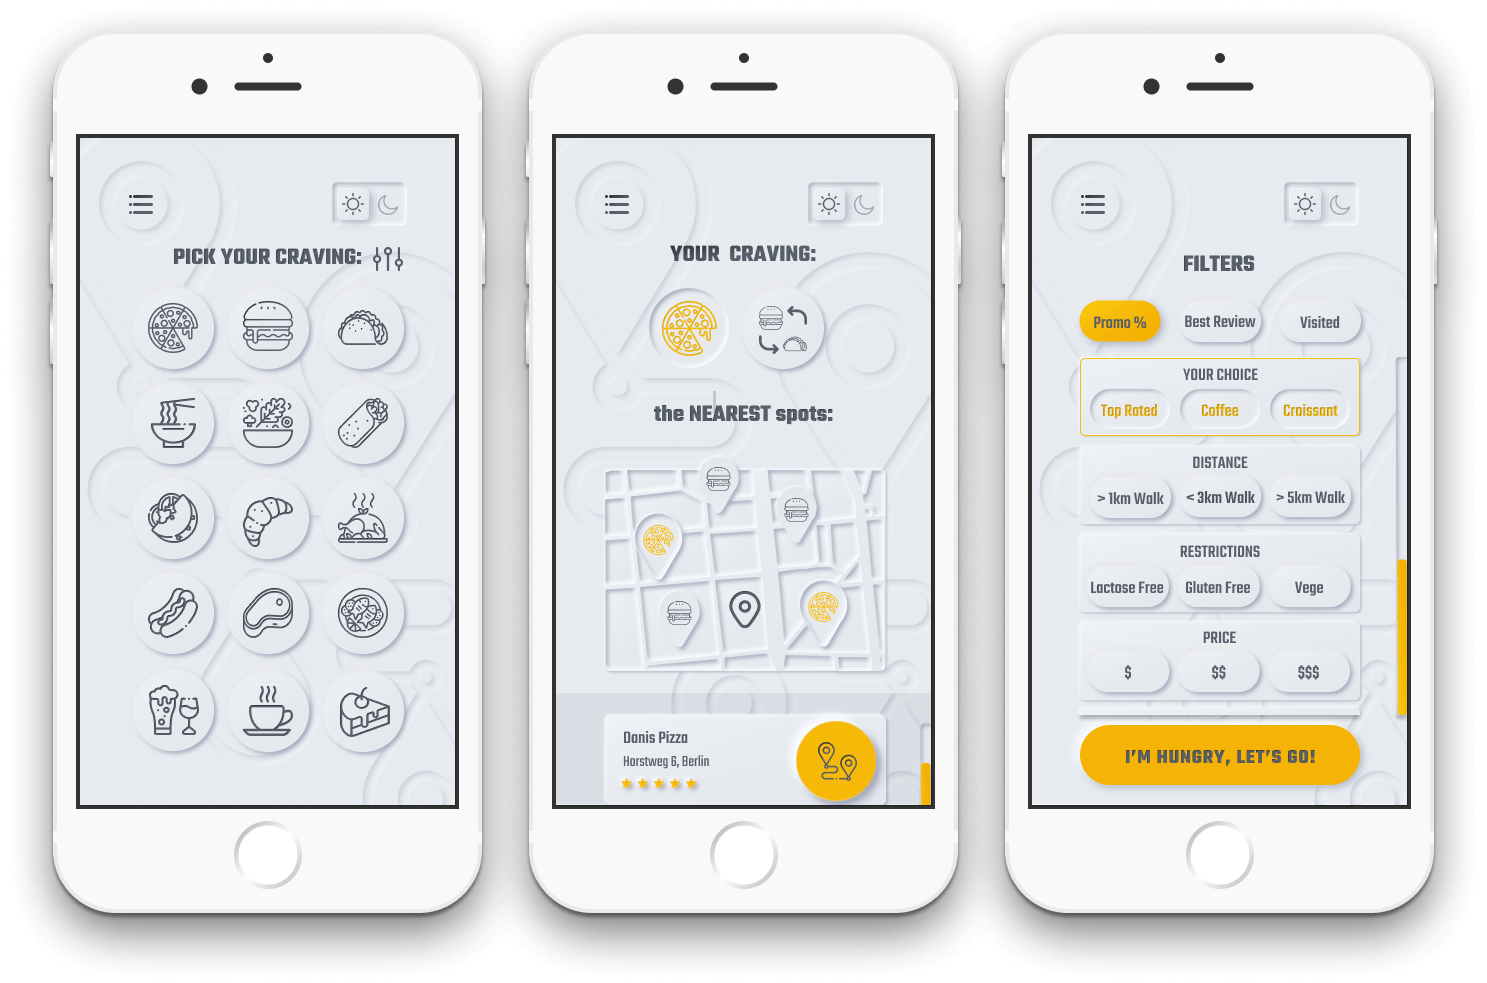 PICK YOUR CRAVING:
YOUR CRAVING:
the NEAREST spots:
Danis Pizza
Horstweg 6, Berlin
FILTERS
Promo %
Best Review
Visited
YOUR CHOICE
Top Rated
Coffee
Croissant
DISTANCE
> 1km Walk
< 3km Walk
> 5km Walk
RESTRICTIONS
Lactose Free
Gluten Free
Vege
PRICE
$
$$
$$$
I'M HUNGRY, LET'S GO!